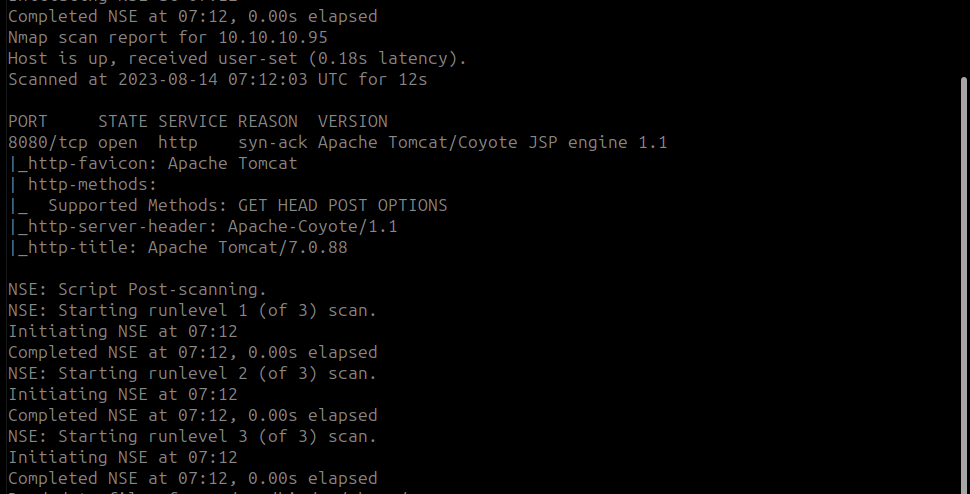 Completed NSE at 07:12, 0.00s elapsed
Nmap scan report for 10.10.10.95
Host is up, received user-set (0.18s latency).
Scanned at 2023-08-14 07:12:03 UTC for 12s
PORT     STATE SERVICE REASON  VERSION
8080/tcp open  http    syn-ack Apache Tomcat/Coyote JSP engine 1.1
|_http-favicon: Apache Tomcat
| http-methods:
|_  Supported Methods: GET HEAD POST OPTIONS
|_http-server-header: Apache-Coyote/1.1
|_http-title: Apache Tomcat/7.0.88
NSE: Script Post-scanning.
NSE: Starting runlevel 1 (of 3) scan.
Initiating NSE at 07:12
Completed NSE at 07:12, 0.00s elapsed
NSE: Starting runlevel 2 (of 3) scan.
Initiating NSE at 07:12
Completed NSE at 07:12, 0.00s elapsed
NSE: Starting runlevel 3 (of 3) scan.
Initiating NSE at 07:12
Completed NSE at 07:12, 0.00s elapsed